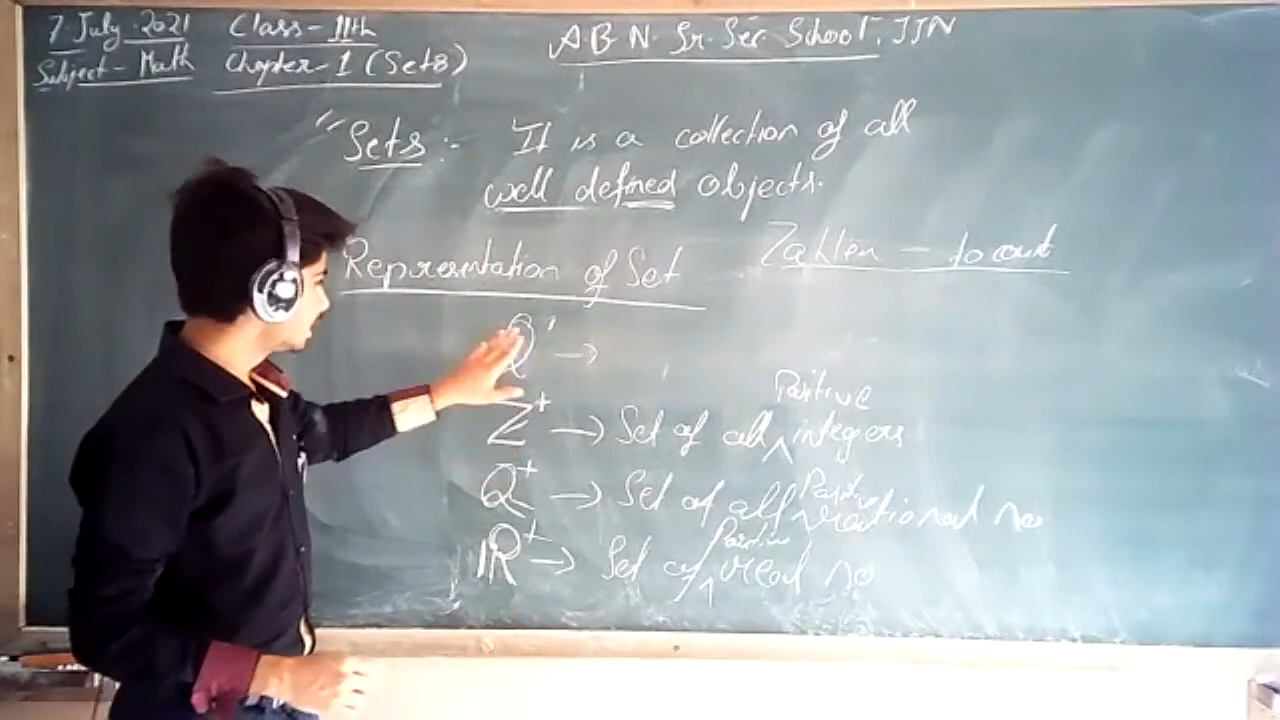 7 July 2021 Class-11th
Subject- Math Chapter-1 (Sets)
A.B.N. Sr. Sec School, JJN
"Sets :- It is a collection of all
well defined objects.
Representation of Set
Zahlen - to count
Q' →
Positive
Z+ → Set of all ^ integers
Positive
Q+ → Set of all ^ rational no
Positive
R+ → Set of ^ real no